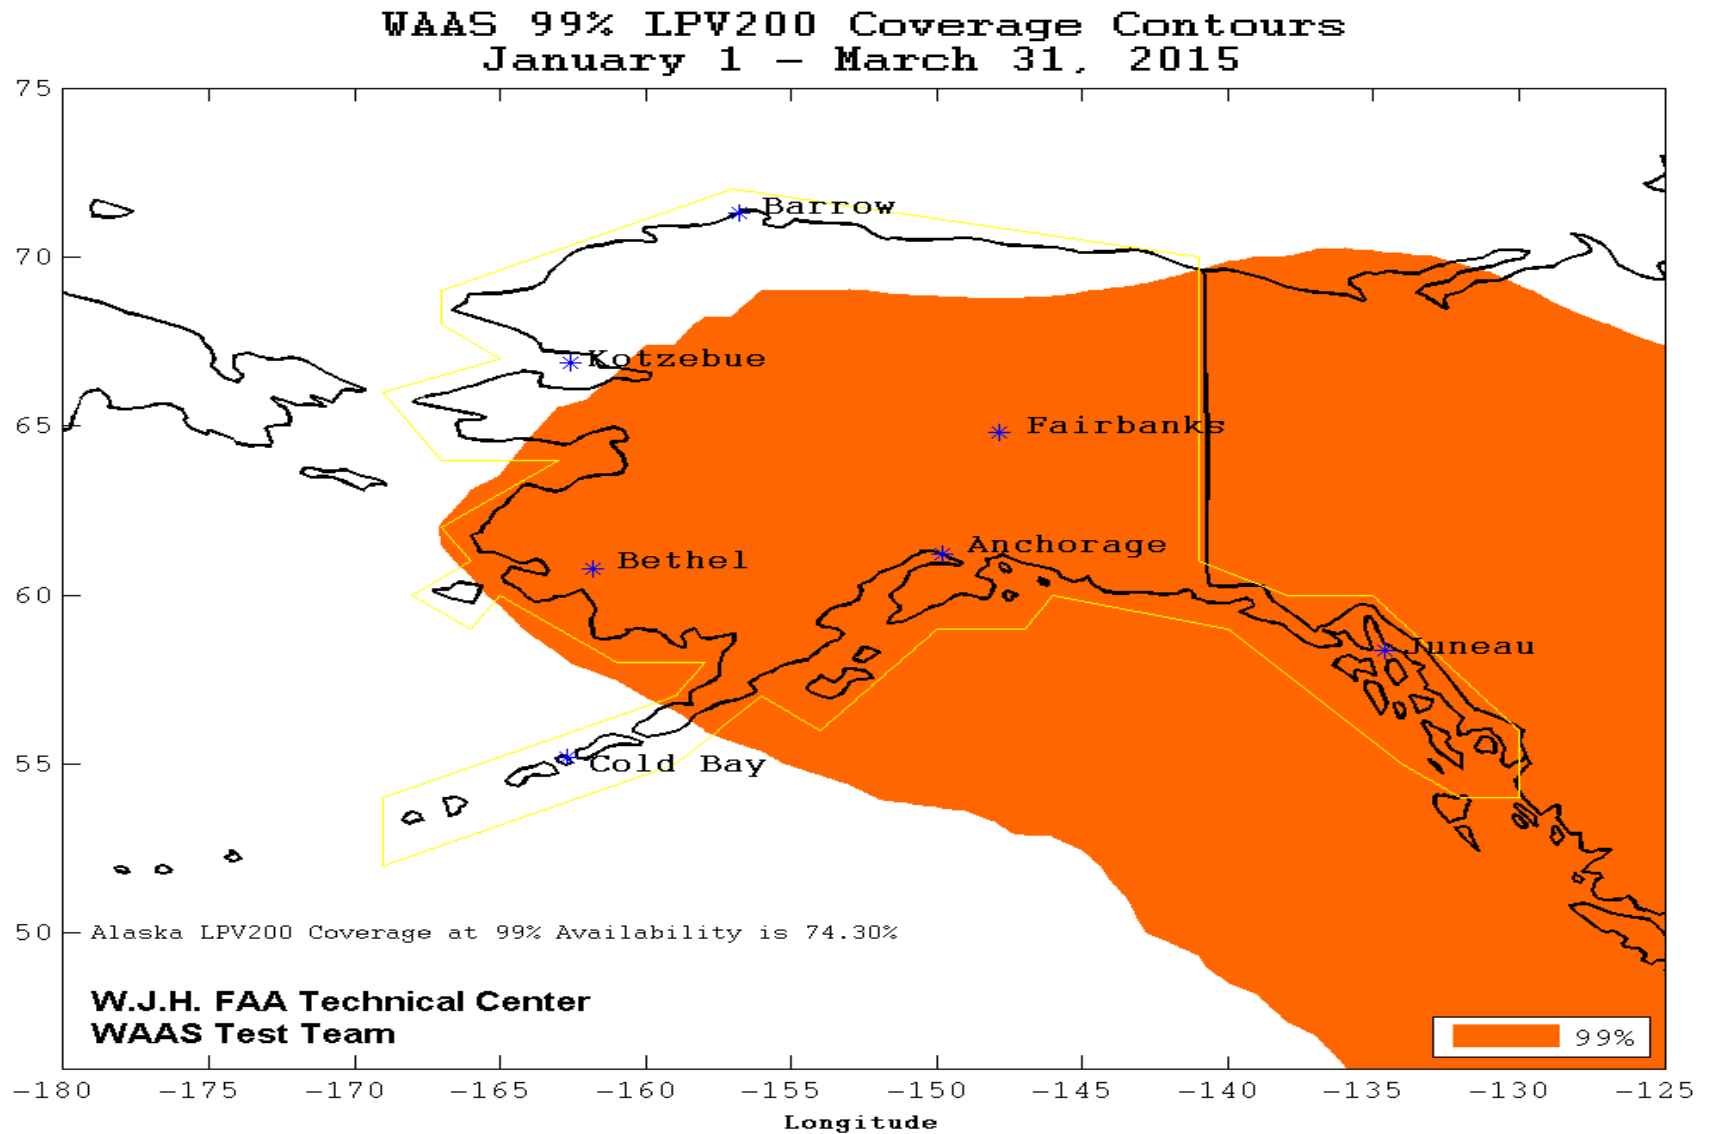 WAAS 99% LPV200 Coverage Contours
January 1 – March 31, 2015
75
70
65
60
55
50
Barrow
Kotzebue
Fairbanks
Anchorage
Bethel
Juneau
Cold Bay
Alaska LPV200 Coverage at 99% Availability is 74.30%
W.J.H. FAA Technical Center
WAAS Test Team
99%
−180 −175 −170 −165 −160 −155 −150 −145 −140 −135 −130 −125
Longitude